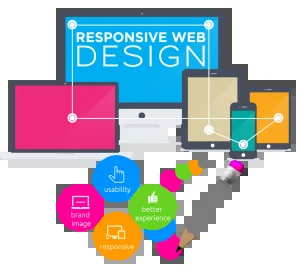 RESPONSIVE WEB
DESIGN
usability
brand
image
better
experience
responsive